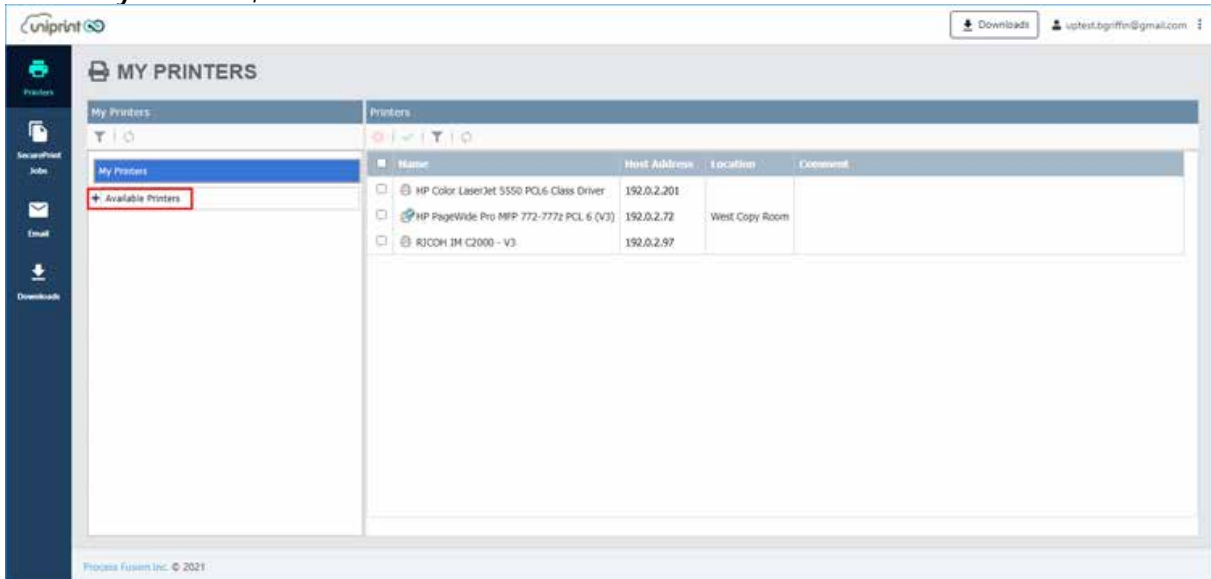 uniprint
Downloads
uptest.bgriffin@gmail.com
Printers
MY PRINTERS
My Printers
Printers
SecurePrint
Jobs
My Printers
Name Host Address Location Comment
+ Available Printers
HP Color LaserJet 5550 PCL6 Class Driver 192.0.2.201
HP PageWide Pro MFP 772-777z PCL 6 (V3) 192.0.2.72 West Copy Room
RICOH IM C2000 - V3 192.0.2.97
Email
Downloads
Process Fusion Inc. © 2021